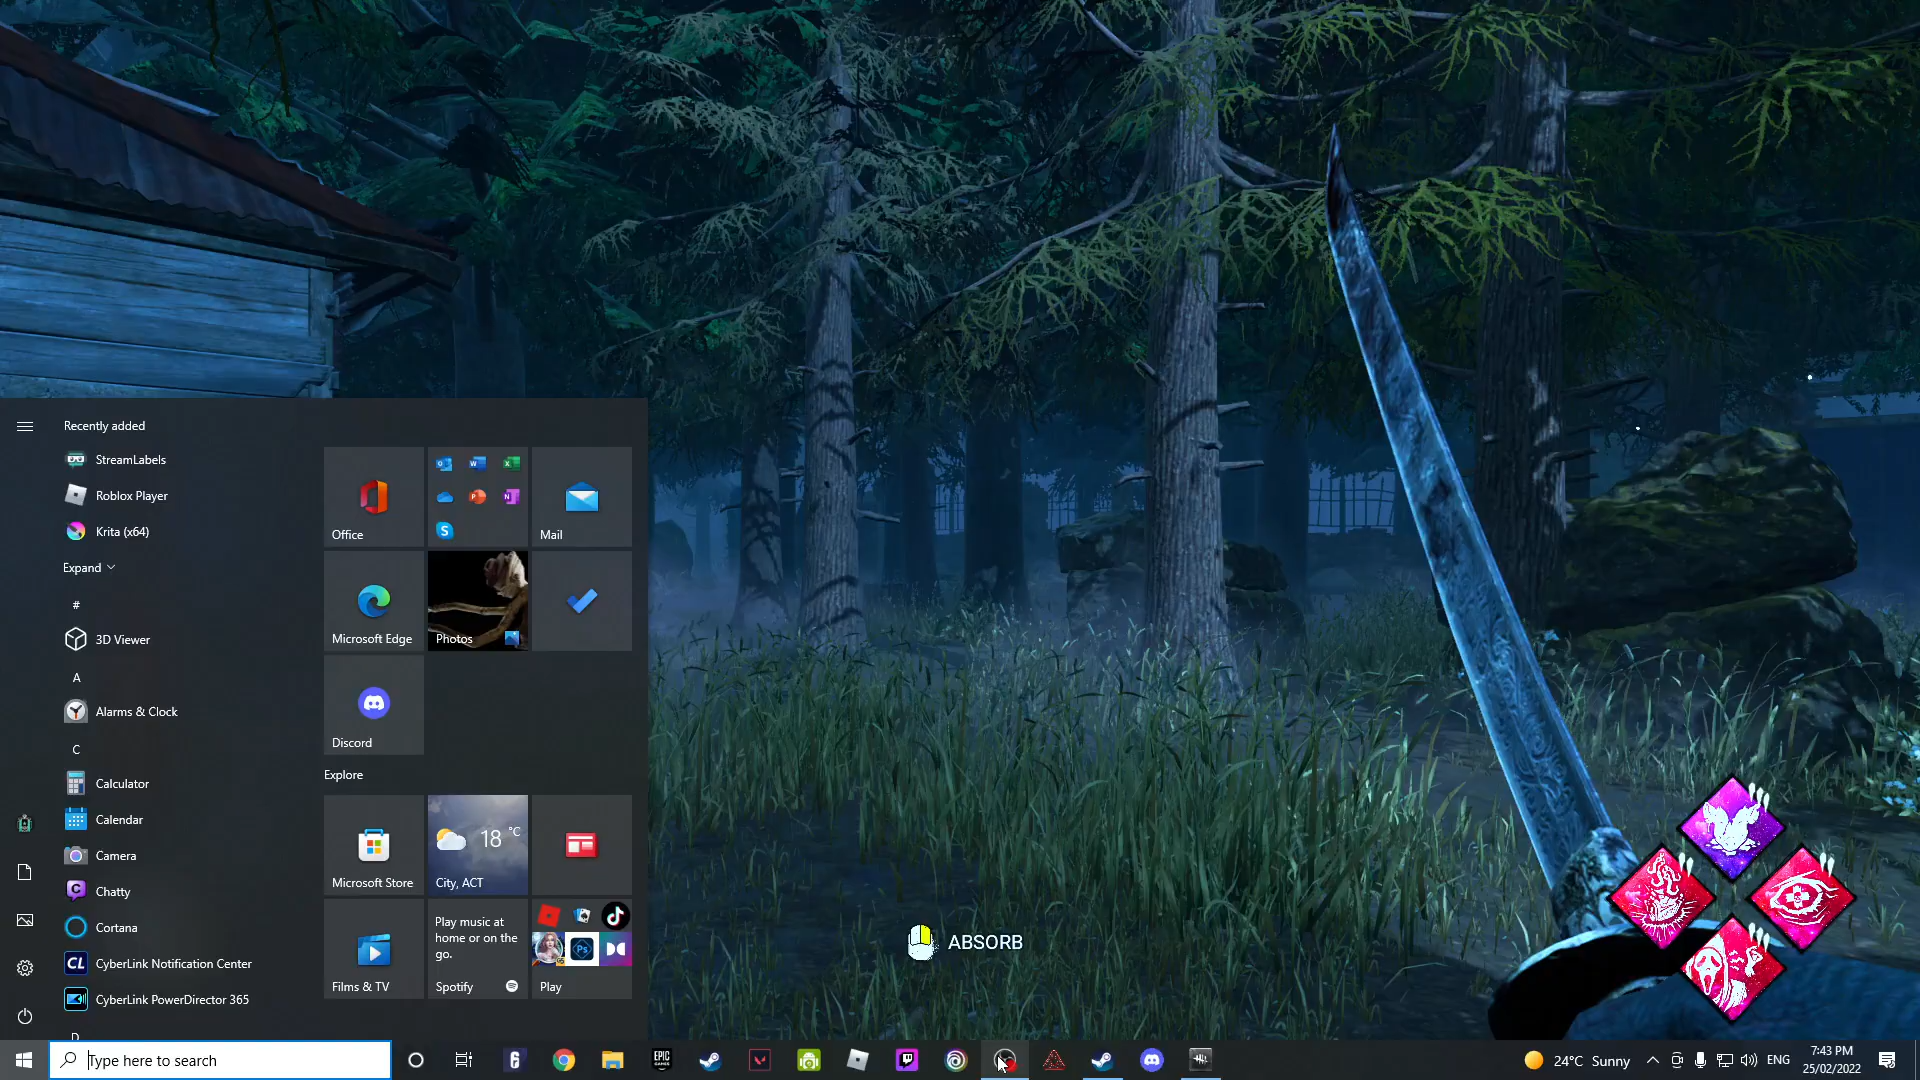 Recently added
StreamLabels
Roblox Player
Krita (x64)
Expand
#
3D Viewer
A
Alarms & Clock
C
Calculator
Calendar
Camera
Chatty
Cortana
CyberLink Notification Center
CyberLink PowerDirector 365
D
Office
Mail
Microsoft Edge
Photos
Discord
Explore
Microsoft Store
18 °C
City, ACT
Films & TV
Play music at
home or on the
go.
Spotify
Play
ABSORB
Type here to search
EPIC
GAMES
24°C Sunny
ENG
7:43 PM
25/02/2022